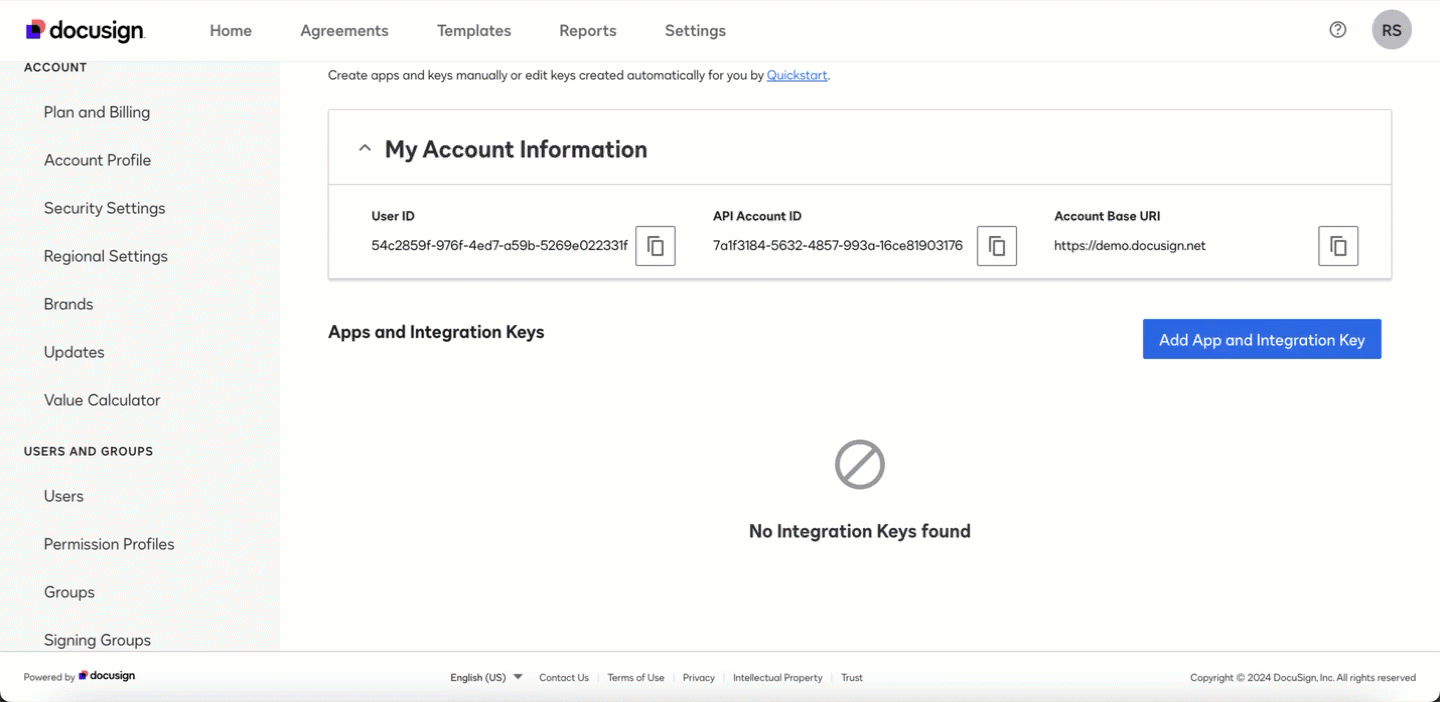 docusign
Home Agreements Templates Reports Settings RS
ACCOUNT
Plan and Billing
Account Profile
Security Settings
Regional Settings
Brands
Updates
Value Calculator
USERS AND GROUPS
Users
Permission Profiles
Groups
Signing Groups
Create apps and keys manually or edit keys created automatically for you by Quickstart.
My Account Information
User ID
54c2859f-976f-4ed7-a59b-5269e022331f
API Account ID
7a1f3184-5632-4857-993a-16ce81903176
Account Base URI
https://demo.docusign.net
Apps and Integration Keys
Add App and Integration Key
No Integration Keys found
Powered by docusign
English (US) Contact Us Terms of Use Privacy Intellectual Property Trust
Copyright © 2024 DocuSign, Inc. All rights reserved